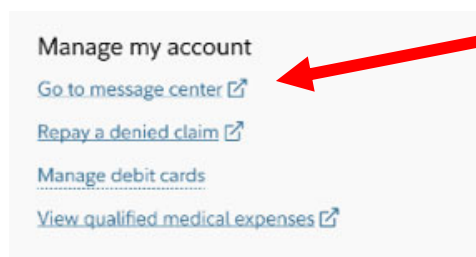 Manage my account
Go to message center
Repay a denied claim
Manage debit cards
View qualified medical expenses